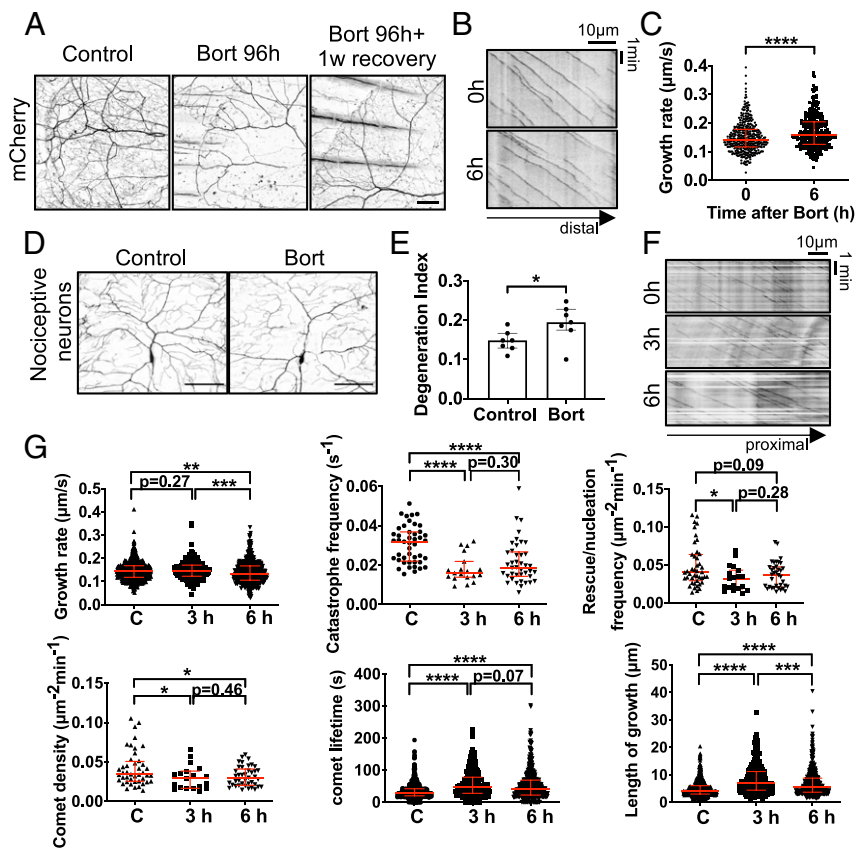 A
Control
Bort 96h
Bort 96h+
1w recovery
mCherry
B
10µm
1 min
0h
6h
distal
C
****
Growth rate (µm/s)
0.4
0.3
0.2
0.1
0.0
0
6
Time after Bort (h)
D
Control
Bort
Nociceptive
neurons
E
*
Degeneration Index
0.3
0.2
0.1
0.0
Control
Bort
F
10µm
1 min
0h
3h
6h
proximal
G
**
p=0.27
***
Growth rate (µm/s)
0.5
0.4
0.3
0.2
0.1
0.0
C
3 h
6 h
****
****
p=0.30
Catastrophe frequency (s-1)
0.06
0.04
0.02
0.00
C
3 h
6 h
p=0.09
*
p=0.28
Rescue/nucleation
frequency (µm-2min-1)
0.15
0.10
0.05
0.00
C
3 h
6 h
*
*
p=0.46
Comet density (µm-2min-1)
0.15
0.10
0.05
0.00
C
3 h
6 h
****
****
p=0.07
comet lifetime (s)
400
300
200
100
0
C
3 h
6 h
****
****
***
Length of growth (µm)
50
40
30
20
10
0
C
3 h
6 h